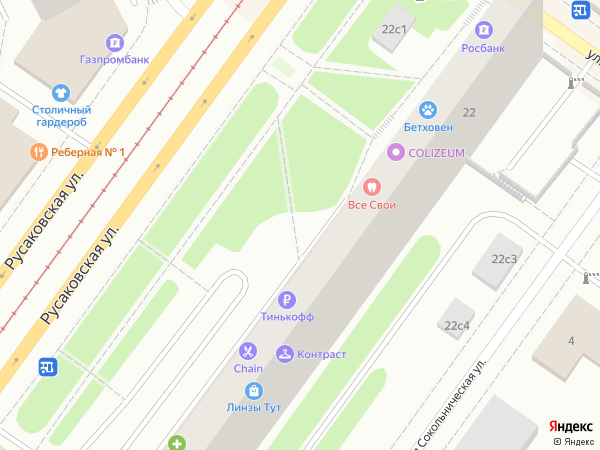 22с1
Росбанк
ул.
Газпромбанк
Столичный
гардероб
22
Бетховен
Реберная № 1
COLIZEUM
Все Свои
Русаковская ул.
Русаковская ул.
22с3
Тинькофф
22с4
4
Chain
Контраст
Линзы Тут
Сокольническая ул.
Яндекс
© Яндекс